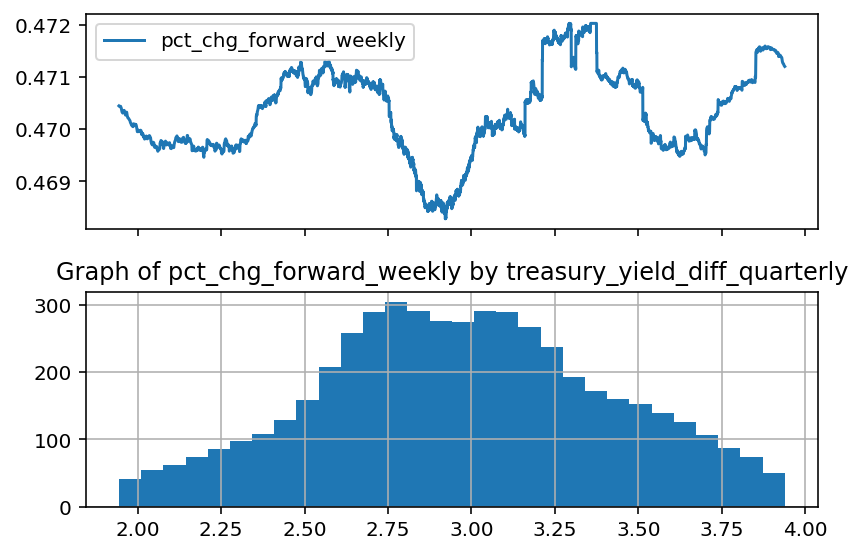 0.472
pct_chg_forward_weekly
0.471
0.470
0.469
Graph of pct_chg_forward_weekly by treasury_yield_diff_quarterly
300
200
100
0
2.00 2.25 2.50 2.75 3.00 3.25 3.50 3.75 4.00